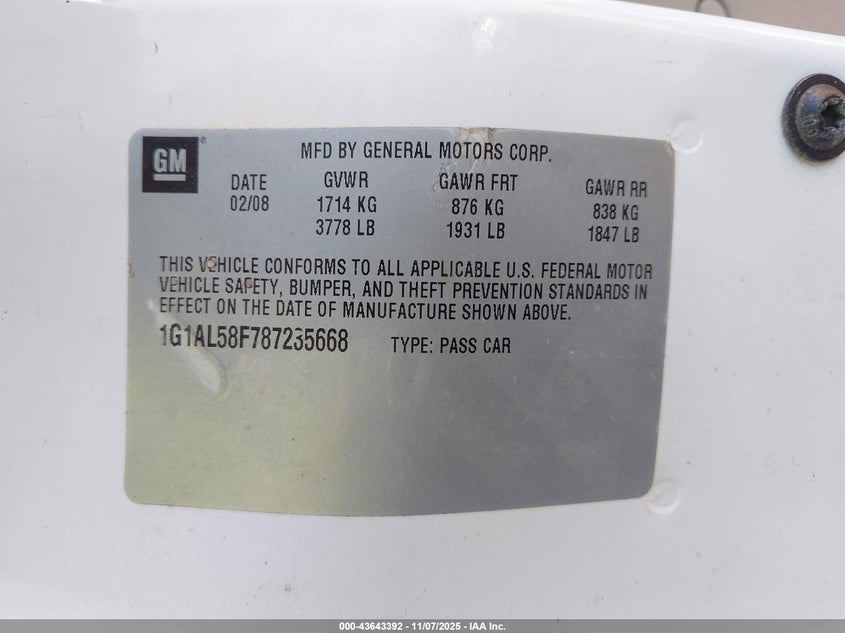 GM
MFD BY GENERAL MOTORS CORP.
DATE GVWR GAWR FRT GAWR RR
02/08 1714 KG 876 KG 838 KG
3778 LB 1931 LB 1847 LB
THIS VEHICLE CONFORMS TO ALL APPLICABLE U.S. FEDERAL MOTOR
VEHICLE SAFETY, BUMPER, AND THEFT PREVENTION STANDARDS IN
EFFECT ON THE DATE OF MANUFACTURE SHOWN ABOVE.
1G1AL58F787235668 TYPE: PASS CAR
000-43643392 - 11/07/2025 - IAA Inc.